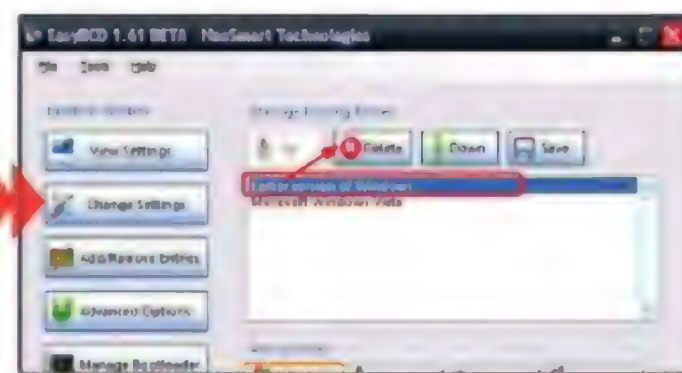 EasyBCD 1.61 BETA - NeoSmart Technologies
File Tools Help
View Settings
Delete Down Save
Change Settings
Earlier version of Windows
Microsoft Windows Vista
Add/Remove Entries
Advanced Options
Manage Bootloader